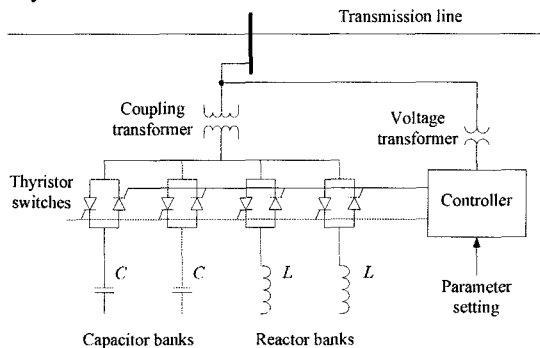 Transmission line
Coupling
transformer
Voltage
transformer
Thyristor
switches
Controller
C
C
L
L
Parameter
setting
Capacitor banks
Reactor banks